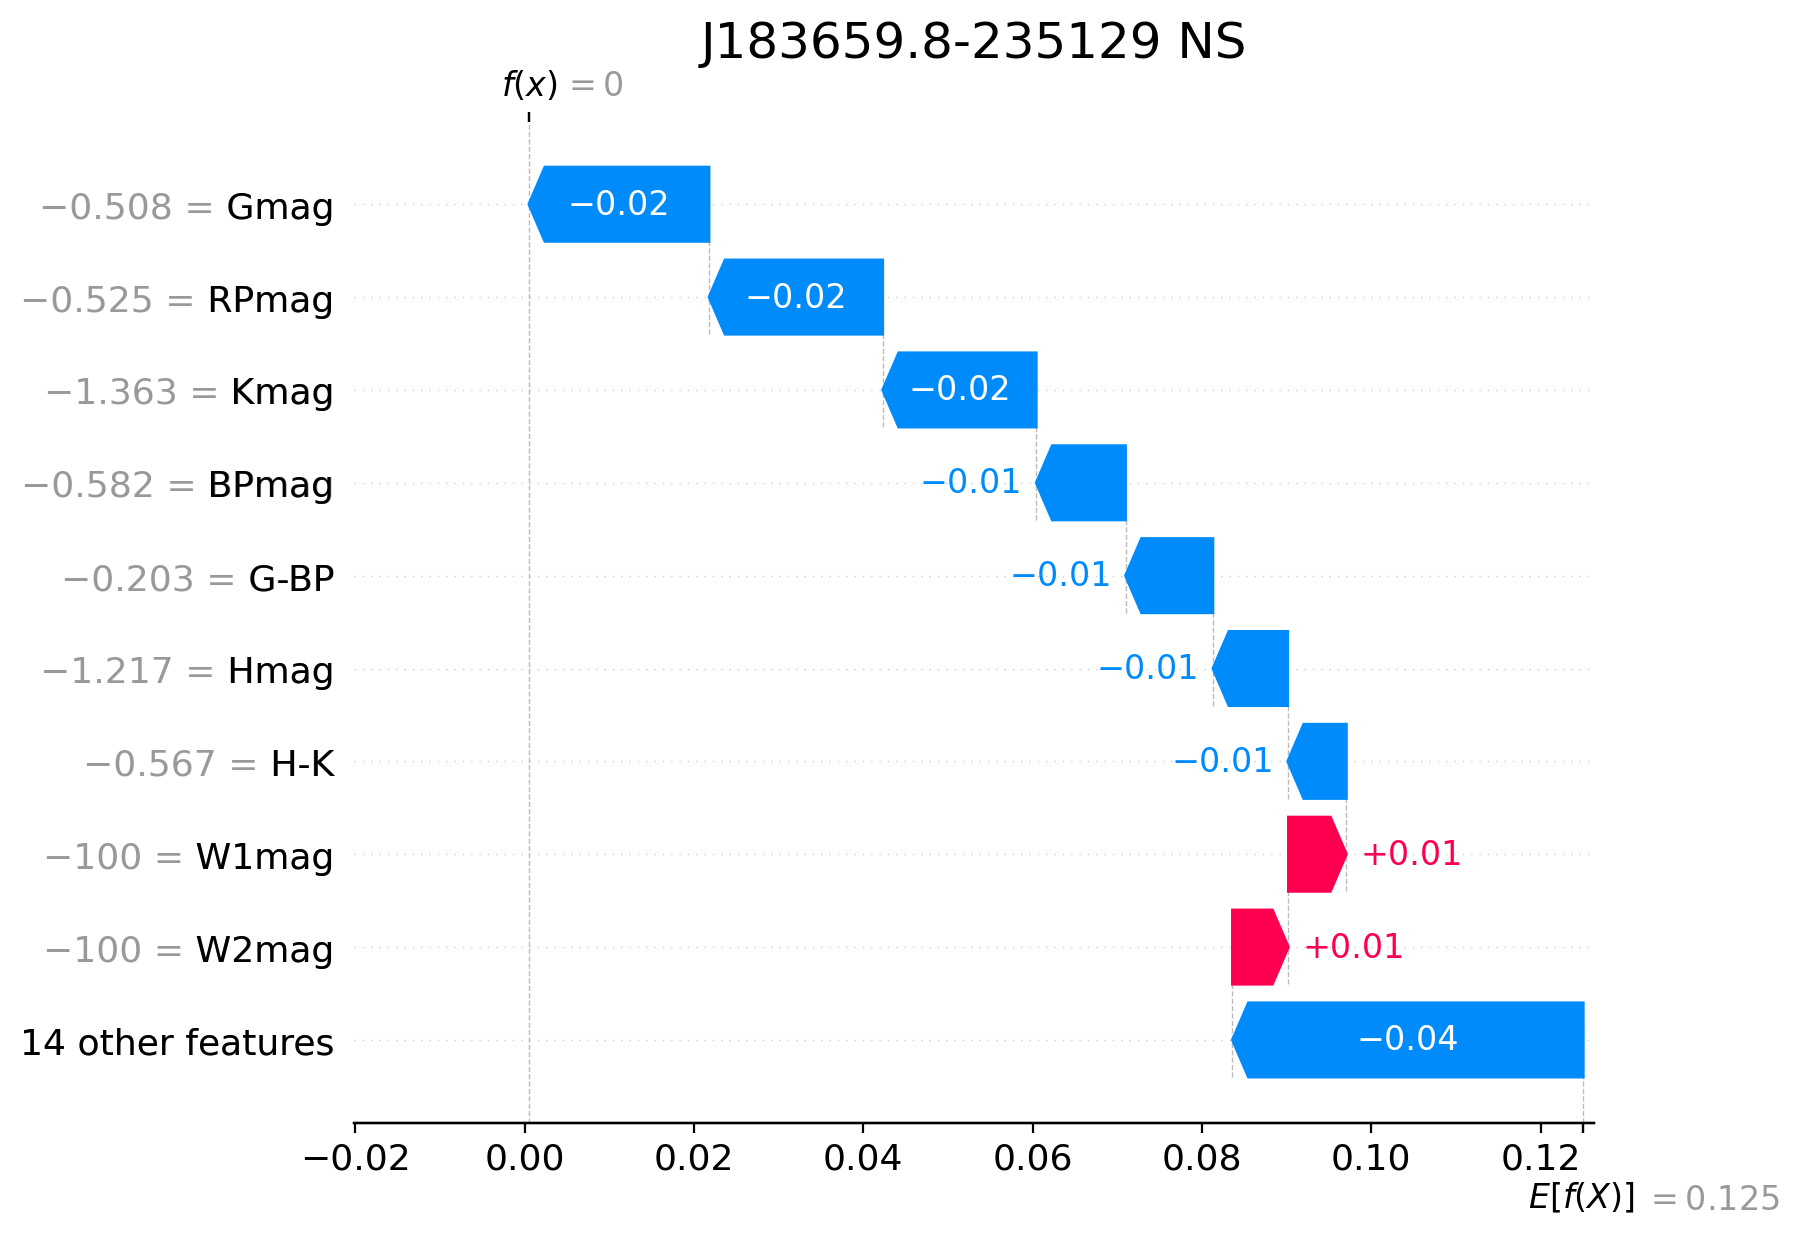 J183659.8-235129 NS
f(x) = 0
−0.508 = Gmag
−0.02
−0.525 = RPmag
−0.02
−1.363 = Kmag
−0.02
−0.582 = BPmag
−0.01
−0.203 = G-BP
−0.01
−1.217 = Hmag
−0.01
−0.567 = H-K
−0.01
−100 = W1mag
+0.01
−100 = W2mag
+0.01
14 other features
−0.04
−0.02 0.00 0.02 0.04 0.06 0.08 0.10 0.12
E[f(X)] = 0.125